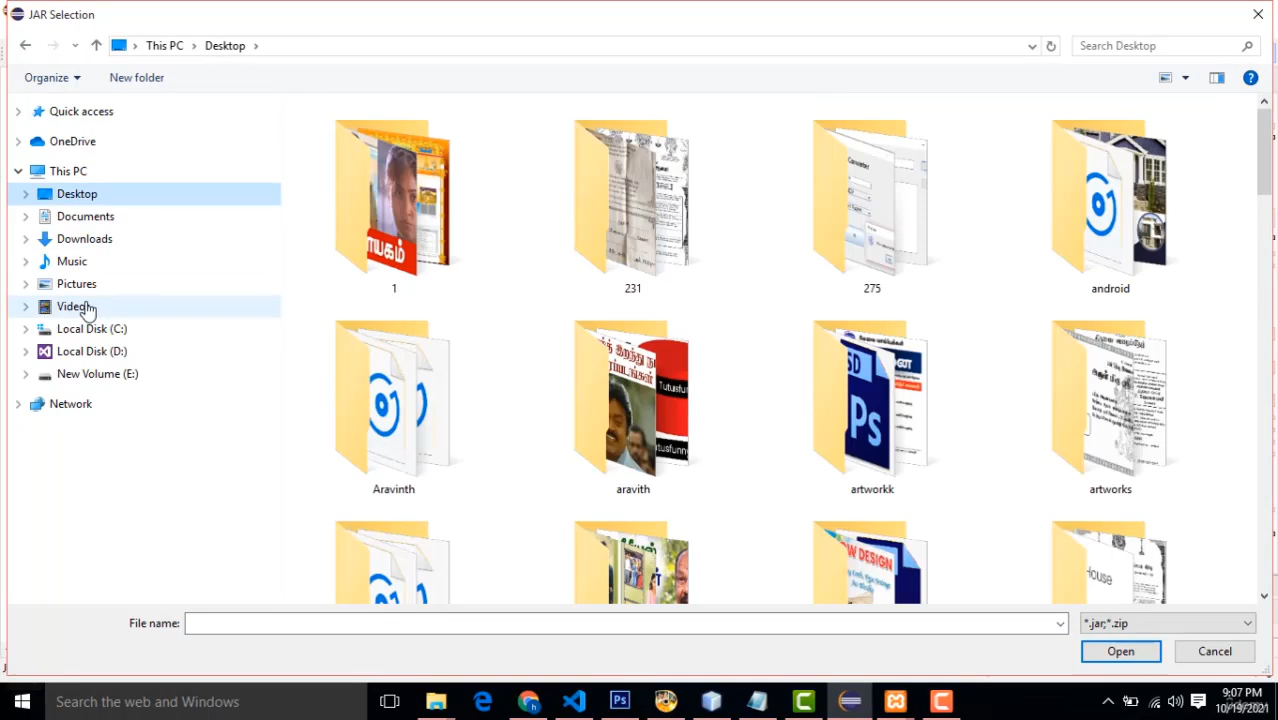 JAR Selection
This PC
Desktop
Search Desktop
Organize
New folder
Quick access
OneDrive
This PC
Desktop
Documents
Downloads
Music
Pictures
Videos
Local Disk (C:)
Local Disk (D:)
New Volume (E:)
Network
1
231
275
android
Aravinth
aravith
artworkk
artworks
File name:
*.jar;*.zip
Open
Cancel
Search the web and Windows
9:07 PM
10/19/2021